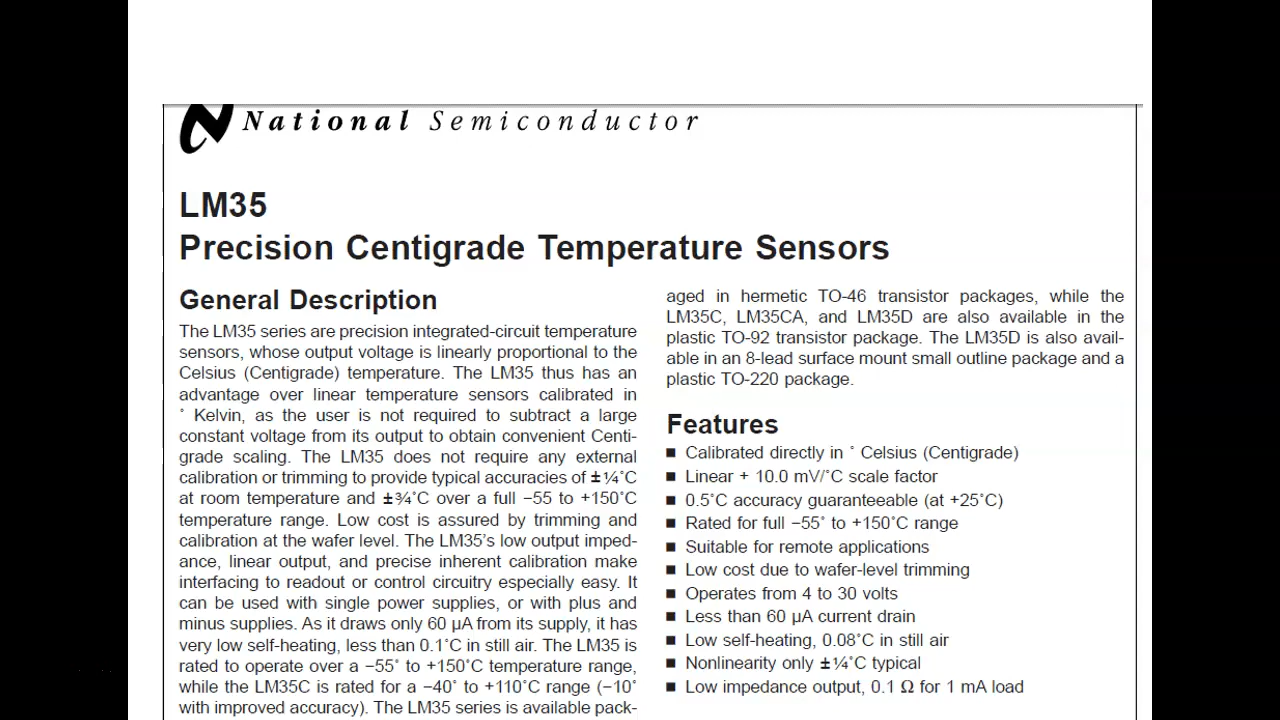 National Semiconductor
LM35
Precision Centigrade Temperature Sensors
General Description
The LM35 series are precision integrated-circuit temperature
sensors, whose output voltage is linearly proportional to the
Celsius (Centigrade) temperature. The LM35 thus has an
advantage over linear temperature sensors calibrated in
° Kelvin, as the user is not required to subtract a large
constant voltage from its output to obtain convenient Centi-
grade scaling. The LM35 does not require any external
calibration or trimming to provide typical accuracies of ±¼°C
at room temperature and ±¾°C over a full −55 to +150°C
temperature range. Low cost is assured by trimming and
calibration at the wafer level. The LM35's low output imped-
ance, linear output, and precise inherent calibration make
interfacing to readout or control circuitry especially easy. It
can be used with single power supplies, or with plus and
minus supplies. As it draws only 60 µA from its supply, it has
very low self-heating, less than 0.1°C in still air. The LM35 is
rated to operate over a −55° to +150°C temperature range,
while the LM35C is rated for a −40° to +110°C range (−10°
with improved accuracy). The LM35 series is available pack-
aged in hermetic TO-46 transistor packages, while the
LM35C, LM35CA, and LM35D are also available in the
plastic TO-92 transistor package. The LM35D is also avail-
able in an 8-lead surface mount small outline package and a
plastic TO-220 package.
Features
■ Calibrated directly in ° Celsius (Centigrade)
■ Linear + 10.0 mV/°C scale factor
■ 0.5°C accuracy guaranteeable (at +25°C)
■ Rated for full −55° to +150°C range
■ Suitable for remote applications
■ Low cost due to wafer-level trimming
■ Operates from 4 to 30 volts
■ Less than 60 µA current drain
■ Low self-heating, 0.08°C in still air
■ Nonlinearity only ±¼°C typical
■ Low impedance output, 0.1 Ω for 1 mA load